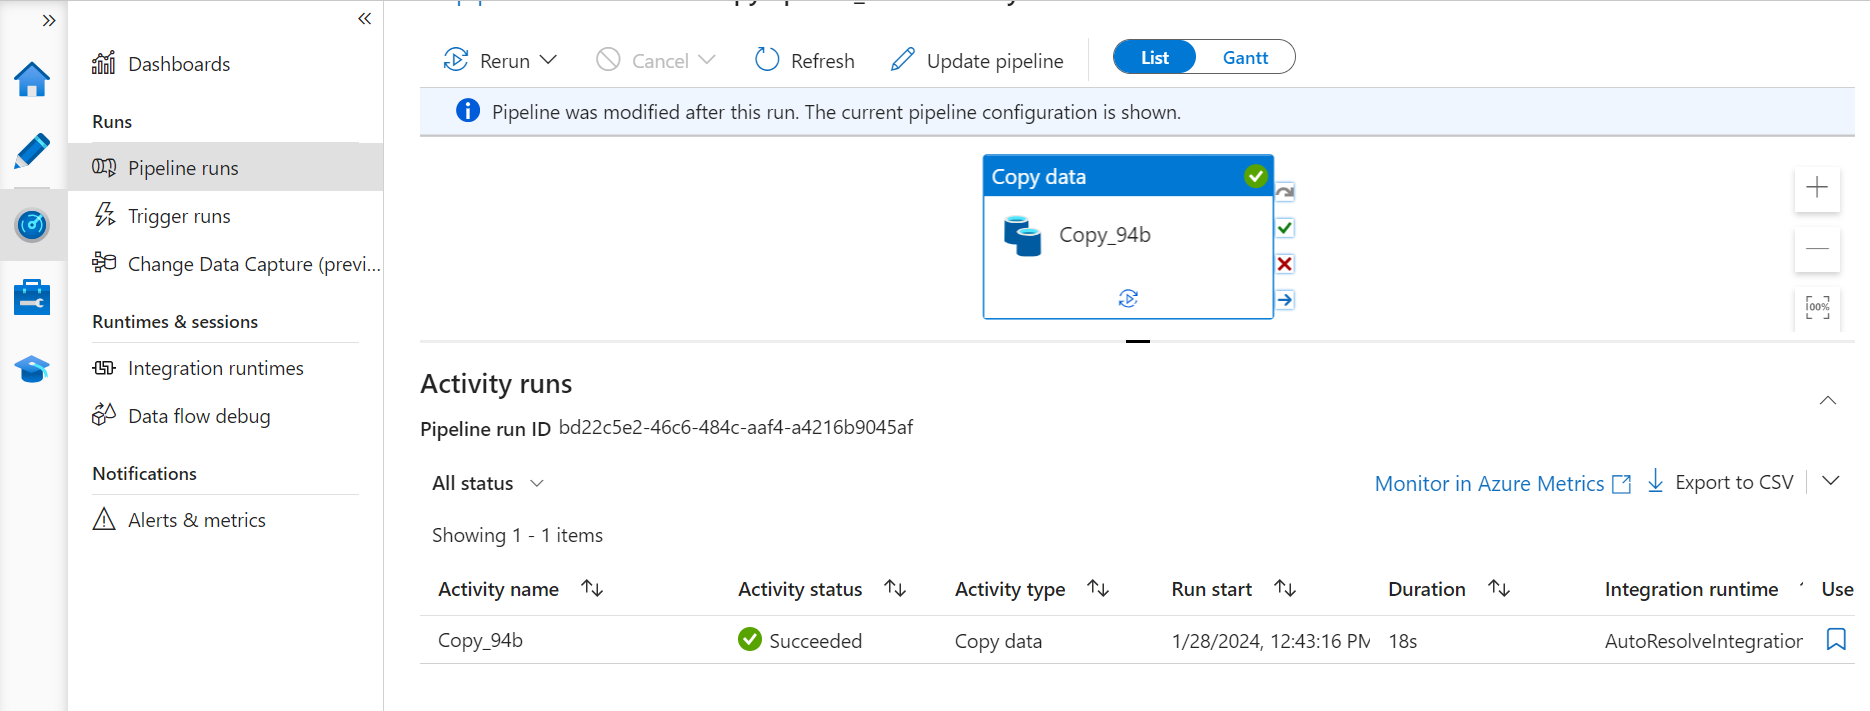 Dashboards
Runs
Pipeline runs
Trigger runs
Change Data Capture (previ...
Runtimes & sessions
Integration runtimes
Data flow debug
Notifications
Alerts & metrics
Rerun
Cancel
Refresh
Update pipeline
List
Gantt
Pipeline was modified after this run. The current pipeline configuration is shown.
Copy data
Copy_94b
100%
Activity runs
Pipeline run ID bd22c5e2-46c6-484c-aaf4-a4216b9045af
All status
Monitor in Azure Metrics
Export to CSV
Showing 1 - 1 items
Activity name Activity status Activity type Run start Duration Integration runtime Use
Copy_94b Succeeded Copy data 1/28/2024, 12:43:16 PM 18s AutoResolveIntegration